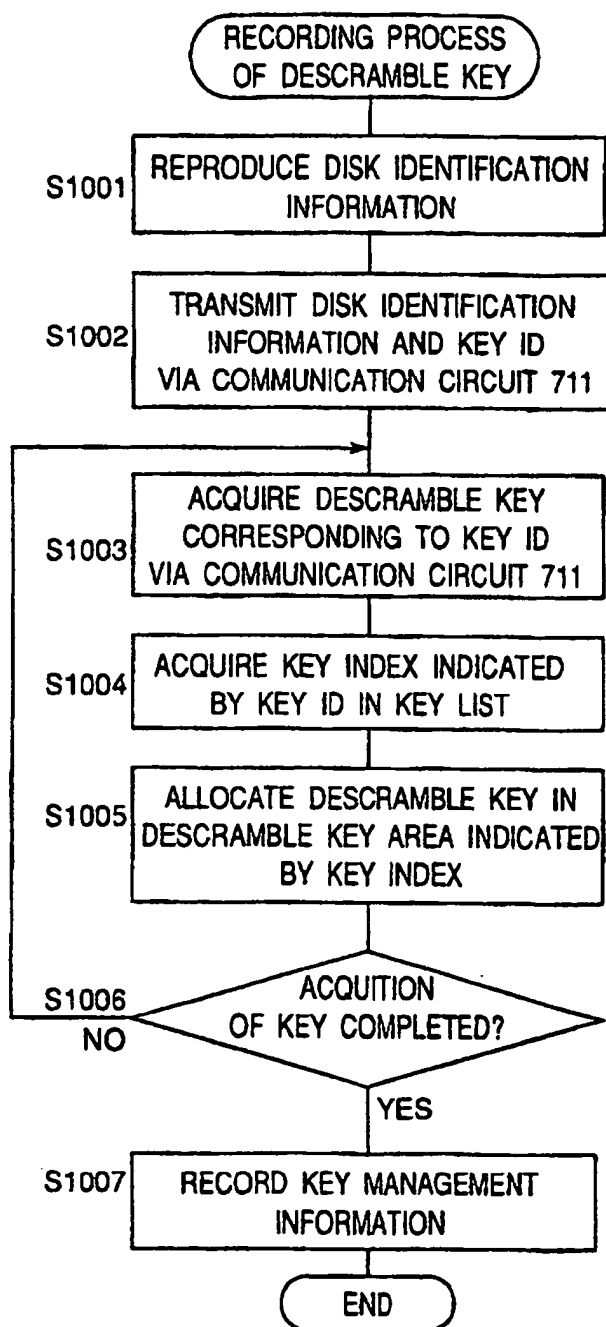 RECORDING PROCESS
OF DESCRAMBLE KEY
S1001
REPRODUCE DISK IDENTIFICATION
INFORMATION
S1002
TRANSMIT DISK IDENTIFICATION
INFORMATION AND KEY ID
VIA COMMUNICATION CIRCUIT 711
S1003
ACQUIRE DESCRAMBLE KEY
CORRESPONDING TO KEY ID
VIA COMMUNICATION CIRCUIT 711
S1004
ACQUIRE KEY INDEX INDICATED
BY KEY ID IN KEY LIST
S1005
ALLOCATE DESCRAMBLE KEY IN
DESCRAMBLE KEY AREA INDICATED
BY KEY INDEX
S1006
ACQUITION
OF KEY COMPLETED?
NO
YES
S1007
RECORD KEY MANAGEMENT
INFORMATION
END